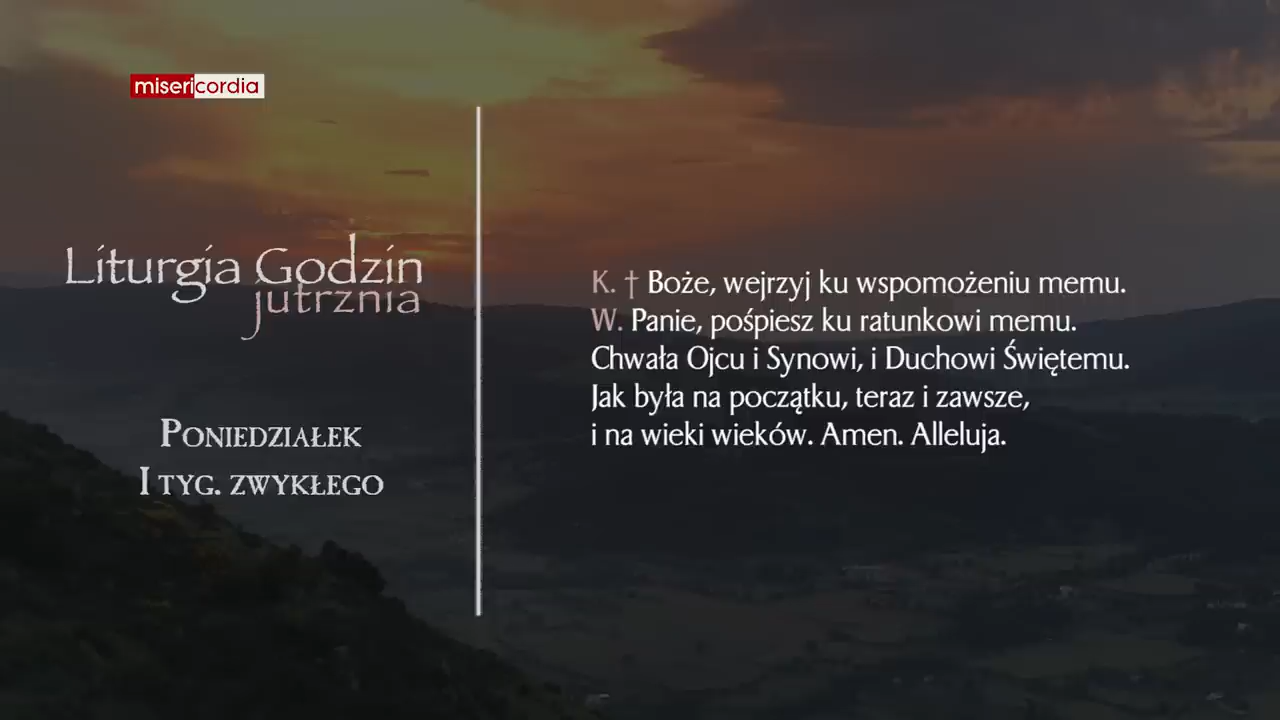 misericordia
Liturgia Godzin
jutrznia
Poniedziałek
I tyg. zwykłego
K. † Boże, wejrzyj ku wspomożeniu memu.
W. Panie, pośpiesz ku ratunkowi memu.
Chwała Ojcu i Synowi, i Duchowi Świętemu.
Jak była na początku, teraz i zawsze,
i na wieki wieków. Amen. Alleluja.